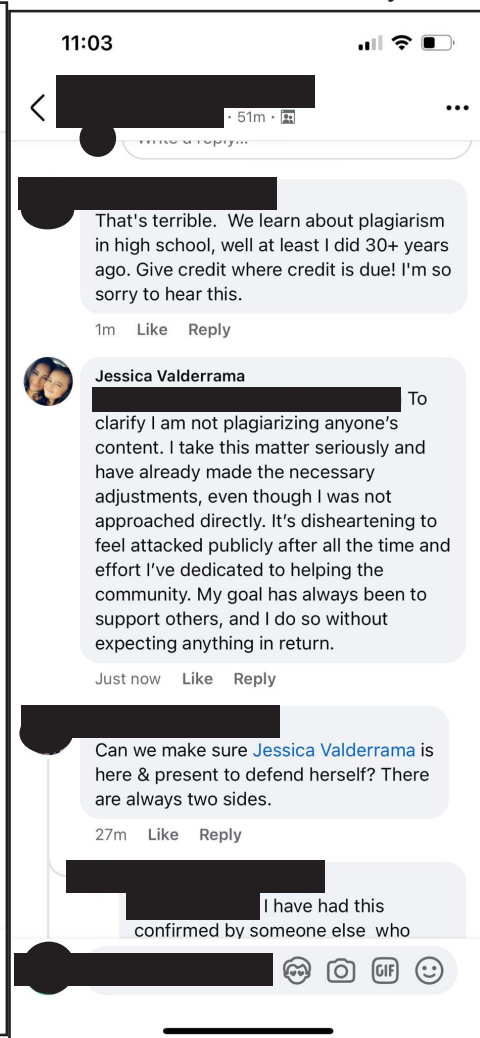 11:03
· 51m ·
Write a reply...
That's terrible.  We learn about plagiarism
in high school, well at least I did 30+ years
ago. Give credit where credit is due! I'm so
sorry to hear this.
1m Like Reply
Jessica Valderrama
To
clarify I am not plagiarizing anyone’s
content. I take this matter seriously and
have already made the necessary
adjustments, even though I was not
approached directly. It’s disheartening to
feel attacked publicly after all the time and
effort I’ve dedicated to helping the
community. My goal has always been to
support others, and I do so without
expecting anything in return.
Just now Like Reply
Can we make sure Jessica Valderrama is
here & present to defend herself? There
are always two sides.
27m Like Reply
I have had this
confirmed by someone else  who
GIF